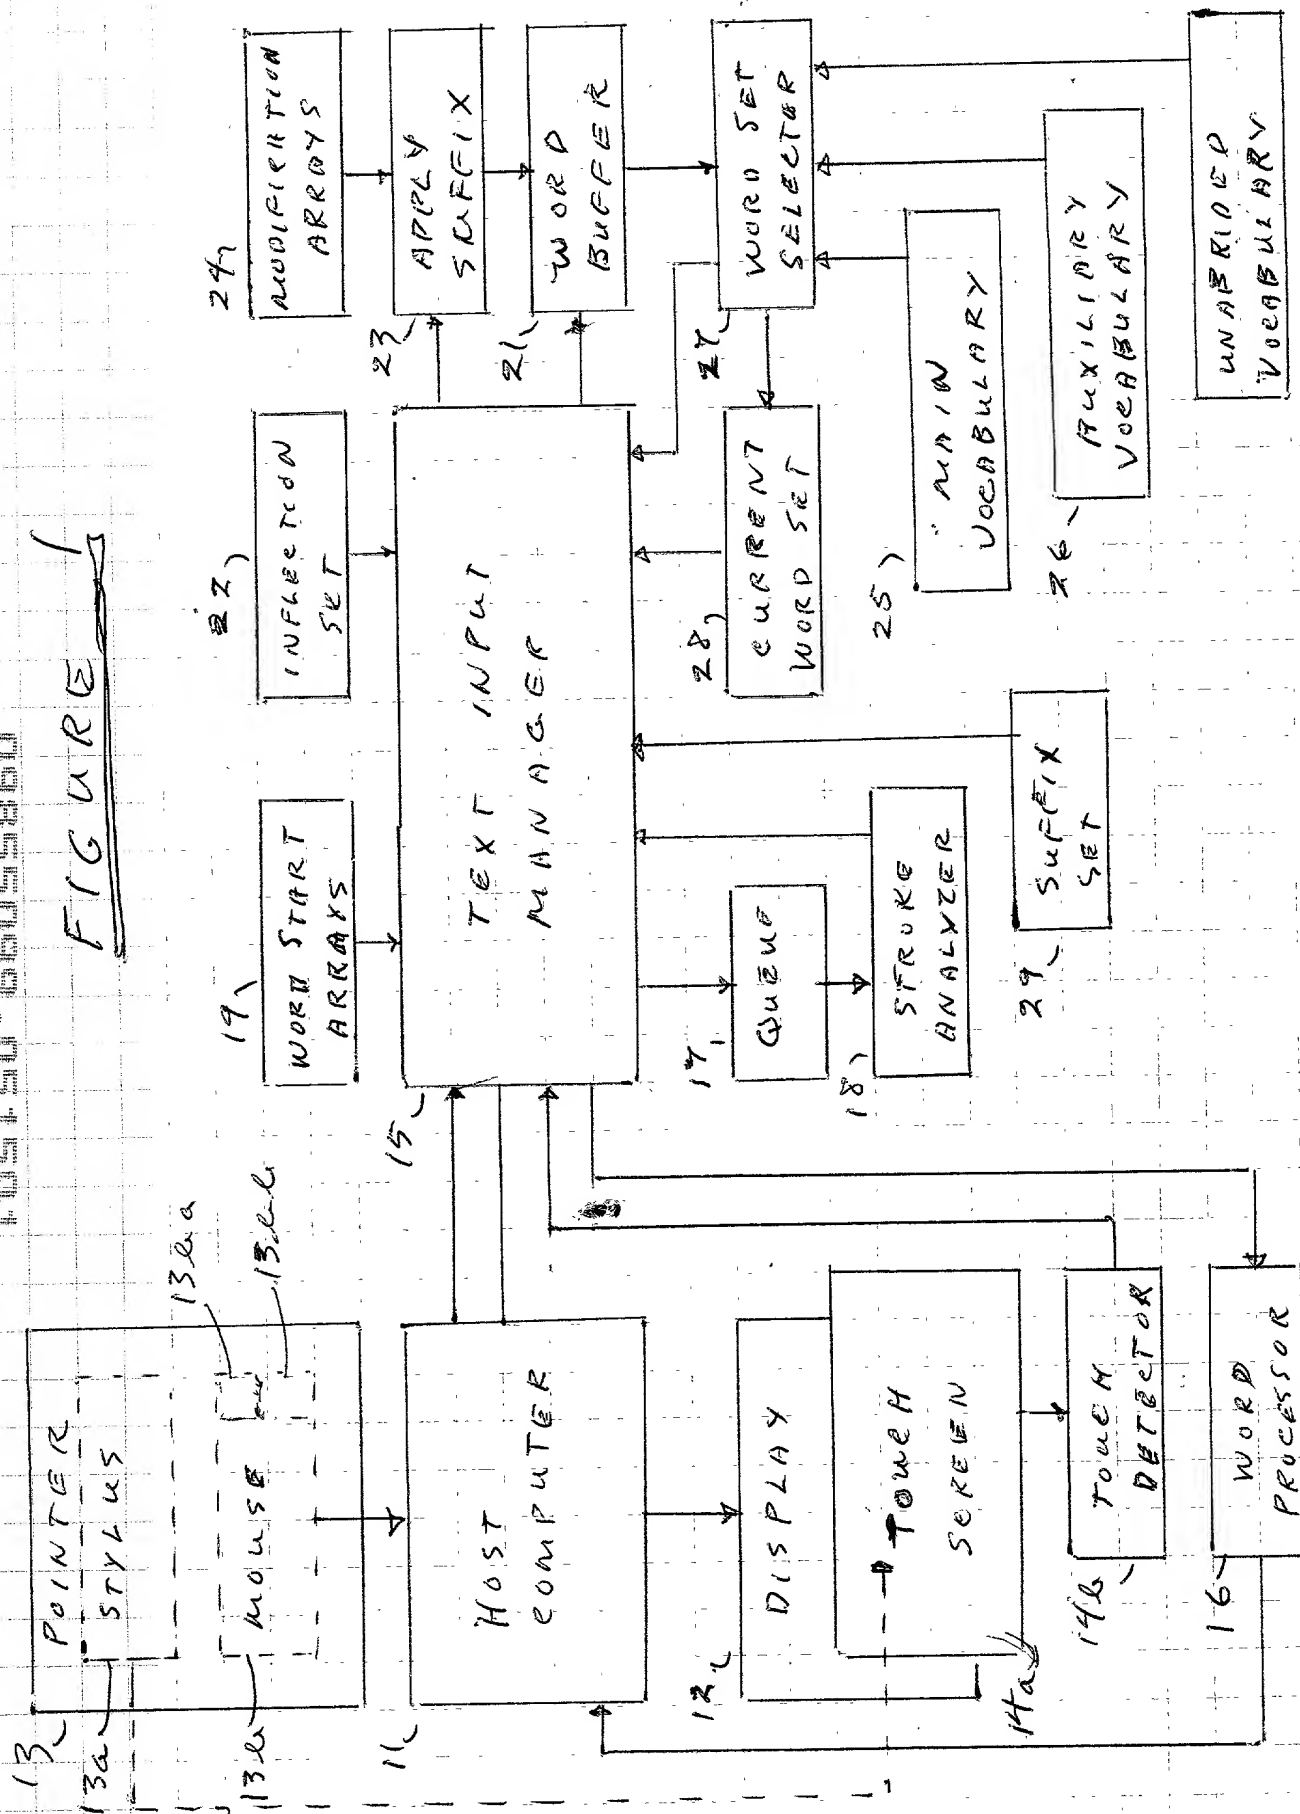 FIGURE 1
13
POINTER
13a
STYLUS
13b
MOUSE
13ba
13bb
11
HOST
COMPUTER
12
DISPLAY
TOUCH
SCREEN
14a
14b
TOUCH
DETECTOR
16
WORD
PROCESSOR
15
TEXT INPUT
MANAGER
19
WORD START
ARRAYS
22
INFLECTION
SET
24
MODIFICATION
ARRAYS
23
APPLY
SUFFIX
21
WORD
BUFFER
27
WORD SET
SELECTOR
28
CURRENT
WORD SET
17
QUEUE
18
STROKE
ANALYZER
29
SUFFIX
SET
25
MAIN
VOCABULARY
26
AUXILIARY
VOCABULARY
UNABRIDED
VOCABULARY